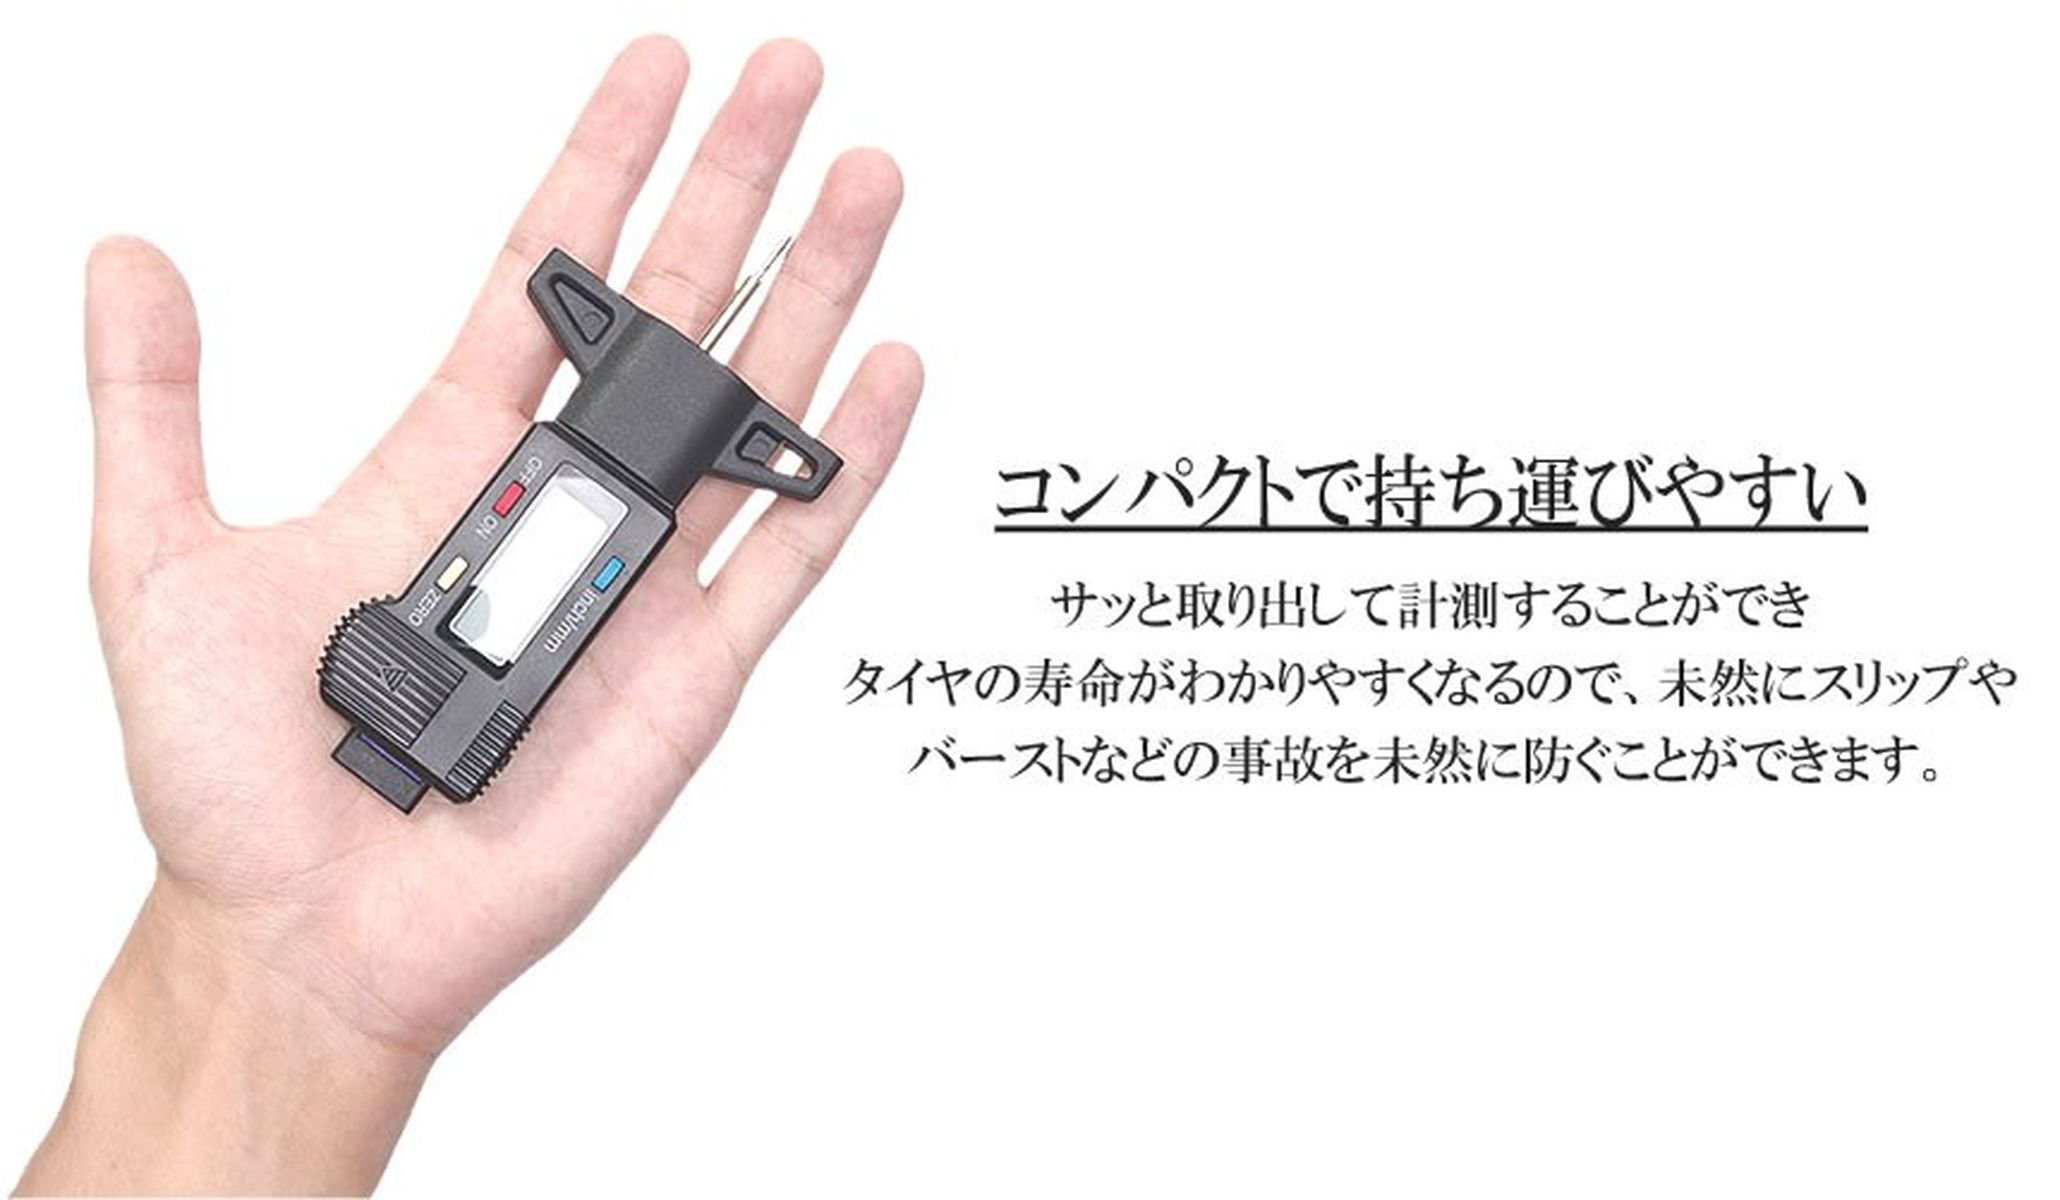 コンパクトで持ち運びやすい
サッと取り出して計測することができ
タイヤの寿命がわかりやすくなるので、未然にスリップや
バーストなどの事故を未然に防ぐことができます。
OFF
ON
ZERO
inch/mm